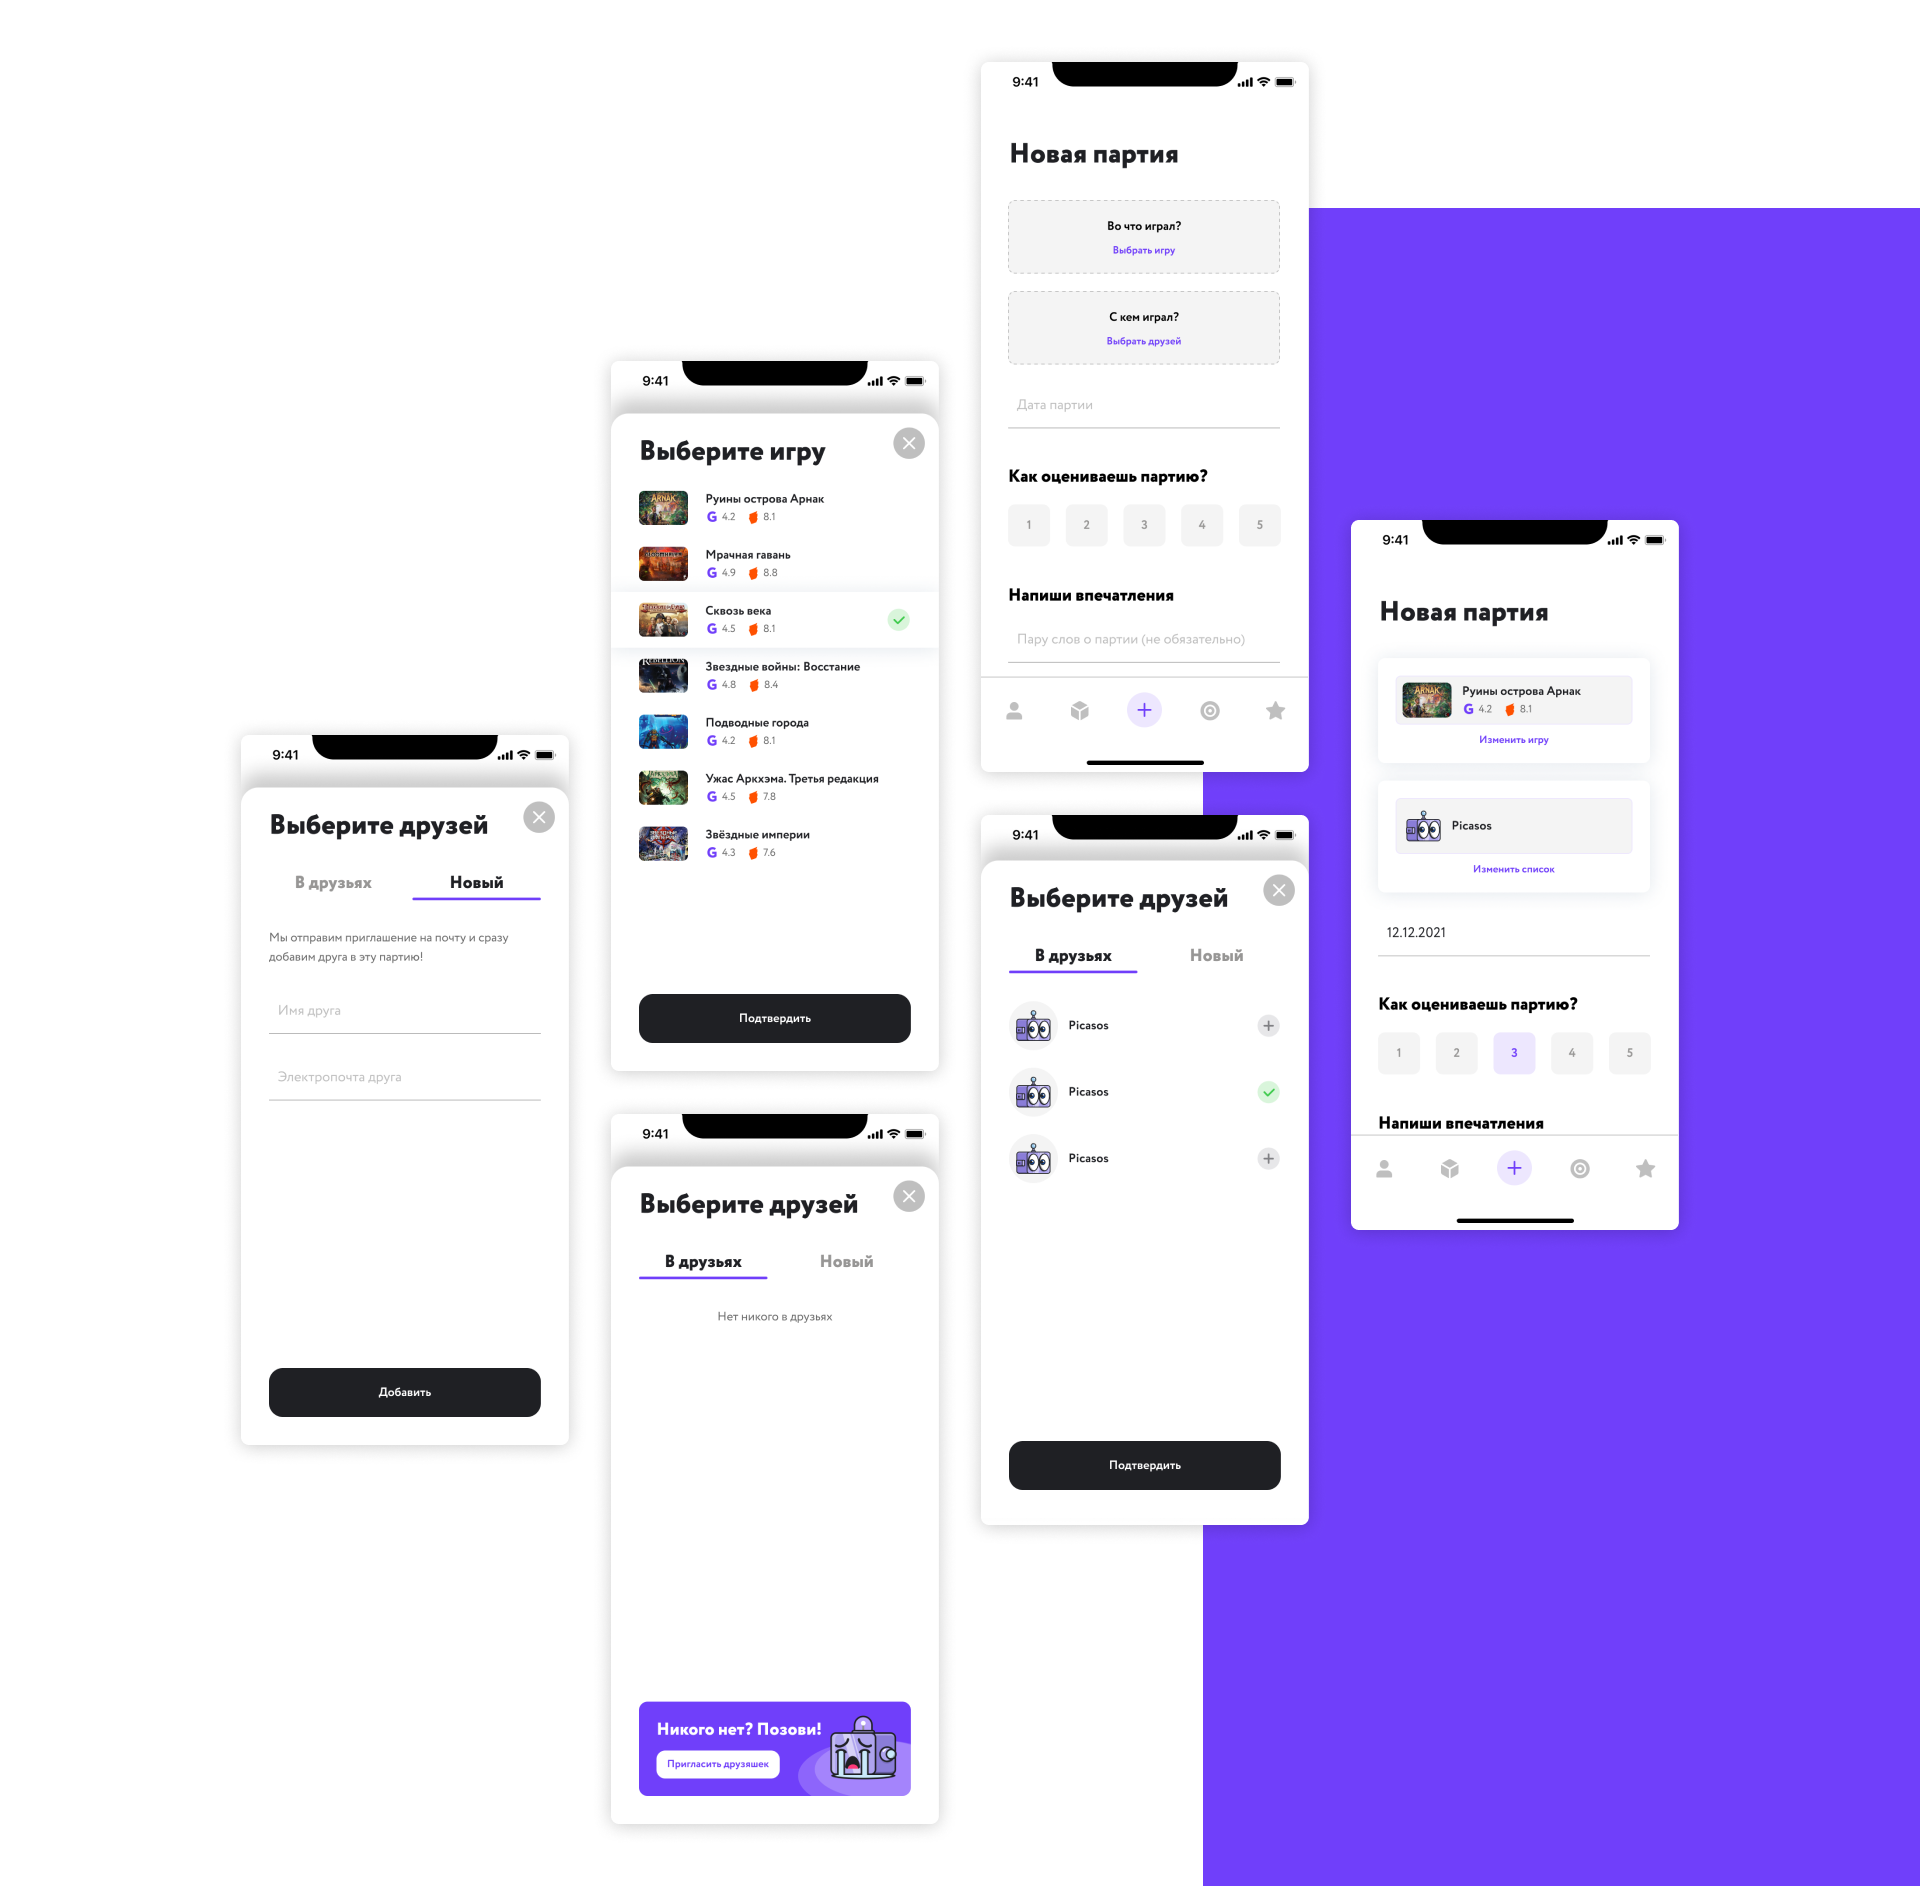 9:41
Выберите друзей
В друзьях
Новый
Мы отправим приглашение на почту и сразу
добавим друга в эту партию!
Имя друга
Электропочта друга
Добавить
9:41
Выберите игру
ARNAK
Руины острова Арнак
G 4.2 8.1
Мрачная гавань
G 4.9 8.8
Сквозь века
G 4.5 8.1
REBELLION
Звездные войны: Восстание
G 4.8 8.4
Подводные города
G 4.2 8.1
Ужас Аркхэма. Третья редакция
G 4.5 7.8
Звёздные империи
G 4.3 7.6
Подтвердить
9:41
Выберите друзей
В друзьях
Новый
Нет никого в друзьях
Никого нет? Позови!
Пригласить друзяшек
9:41
Новая партия
Во что играл?
Выбрать игру
С кем играл?
Выбрать друзей
Дата партии
Как оцениваешь партию?
1 2 3 4 5
Напиши впечатления
Пару слов о партии (не обязательно)
9:41
Выберите друзей
В друзьях
Новый
Picasos
Picasos
Picasos
Подтвердить
9:41
Новая партия
ARNAK
Руины острова Арнак
G 4.2 8.1
Изменить игру
Picasos
Изменить список
12.12.2021
Как оцениваешь партию?
1 2 3 4 5
Напиши впечатления